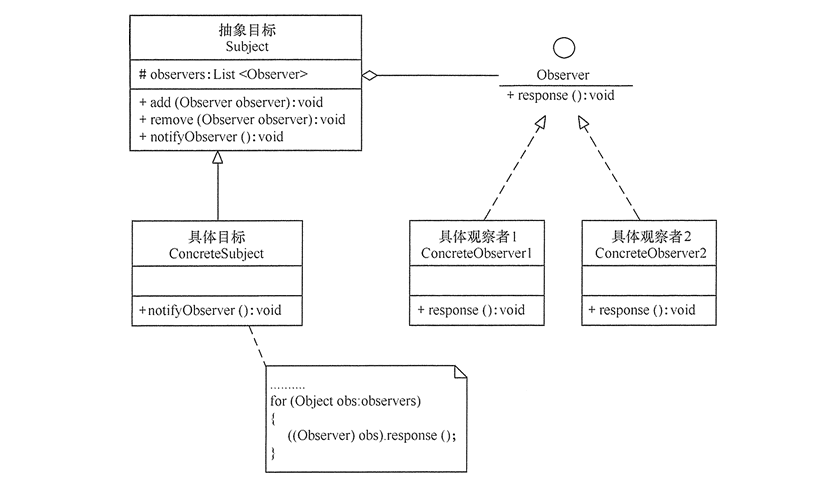 抽象目标
Subject
# observers:List <Observer>
+ add (Observer observer):void
+ remove (Observer observer):void
+ notifyObserver ():void
Observer
+ response ():void
具体目标
ConcreteSubject
+notifyObserver ():void
具体观察者1
ConcreteObserver1
+ response ():void
具体观察者2
ConcreteObserver2
+ response ():void
..........
for (Object obs:observers)
{
((Observer) obs).response ();
}